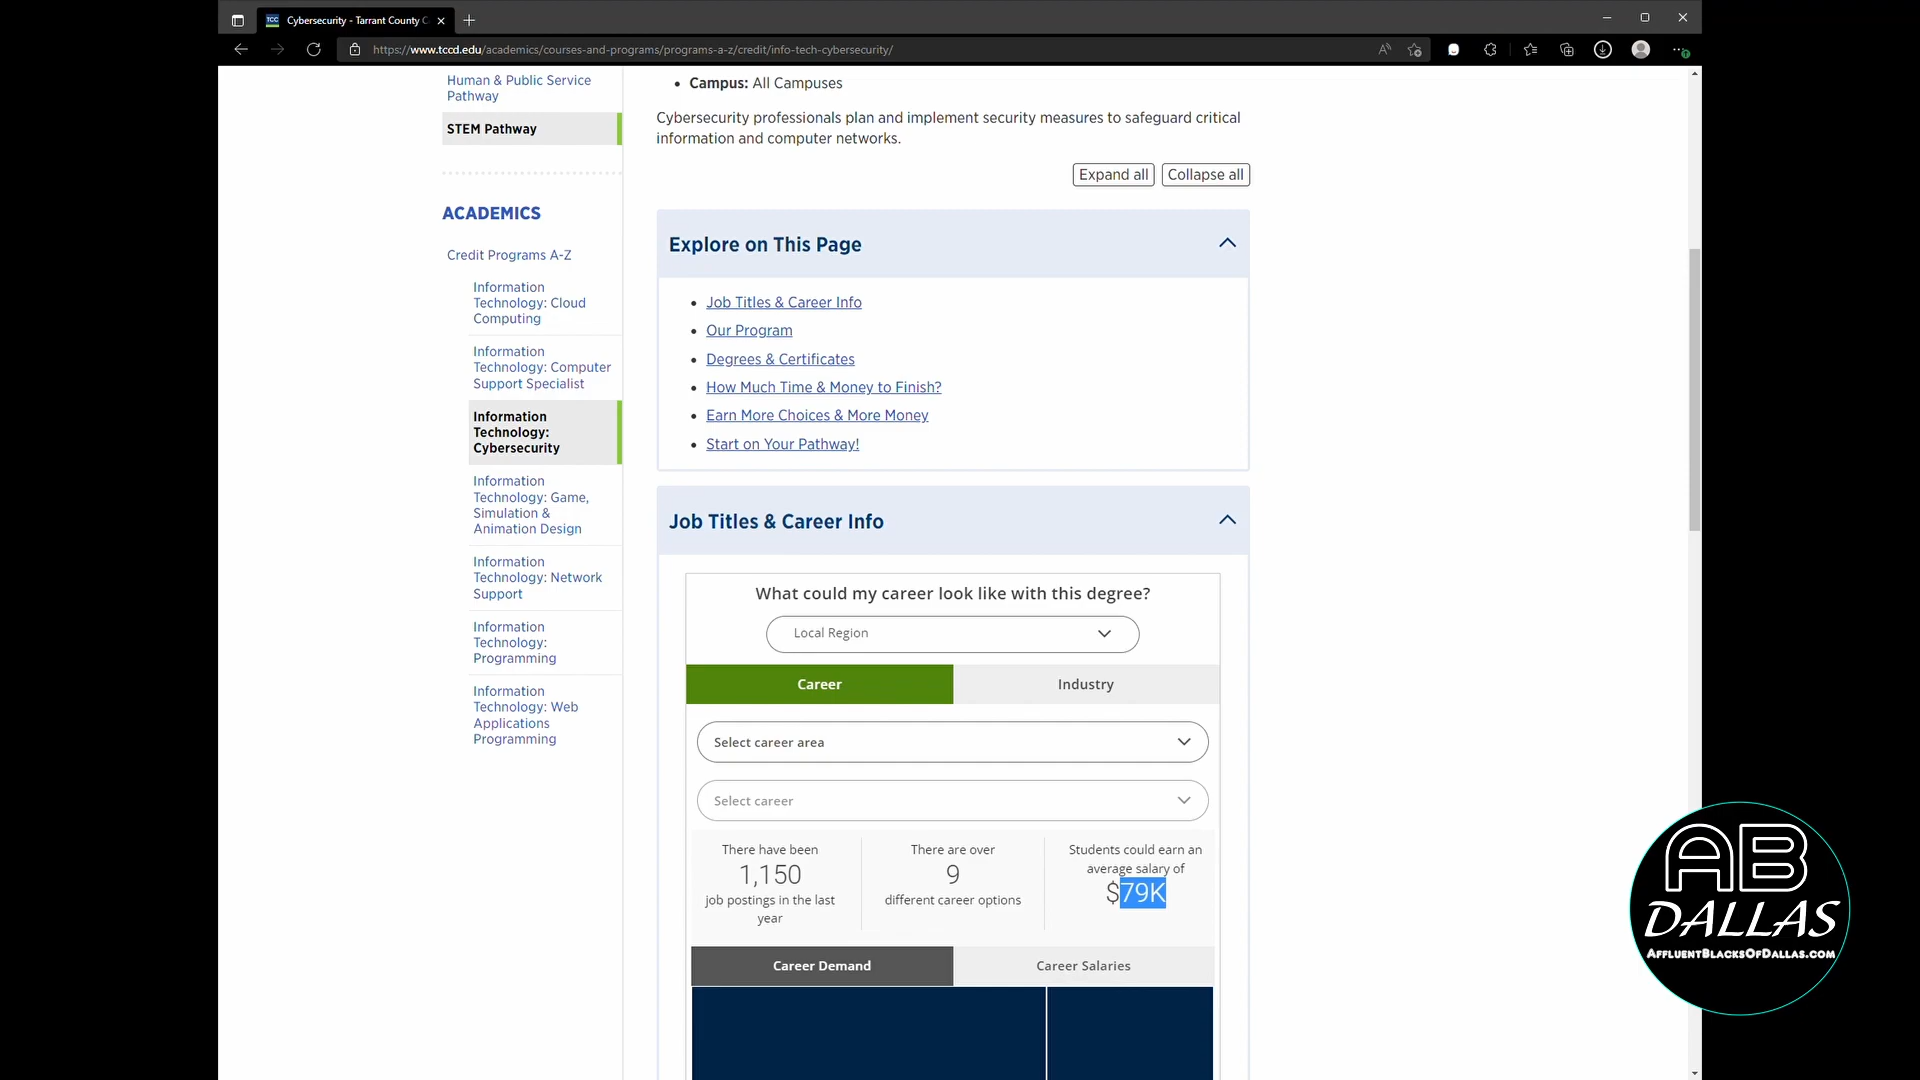 TCC
Cybersecurity - Tarrant County C
https://www.tccd.edu/academics/courses-and-programs/programs-a-z/credit/info-tech-cybersecurity/
Human & Public Service
Pathway
STEM Pathway
ACADEMICS
Credit Programs A-Z
Information
Technology: Cloud
Computing
Information
Technology: Computer
Support Specialist
Information
Technology:
Cybersecurity
Information
Technology: Game,
Simulation &
Animation Design
Information
Technology: Network
Support
Information
Technology:
Programming
Information
Technology: Web
Applications
Programming
• Campus: All Campuses
Cybersecurity professionals plan and implement security measures to safeguard critical
information and computer networks.
Expand all Collapse all
Explore on This Page
• Job Titles & Career Info
• Our Program
• Degrees & Certificates
• How Much Time & Money to Finish?
• Earn More Choices & More Money
• Start on Your Pathway!
Job Titles & Career Info
What could my career look like with this degree?
Local Region
Career Industry
Select career area
Select career
There have been
1,150
job postings in the last
year
There are over
9
different career options
Students could earn an
average salary of
$79K
Career Demand Career Salaries
AB
DALLAS
AFFLUENTBLACKSOFDALLAS.COM